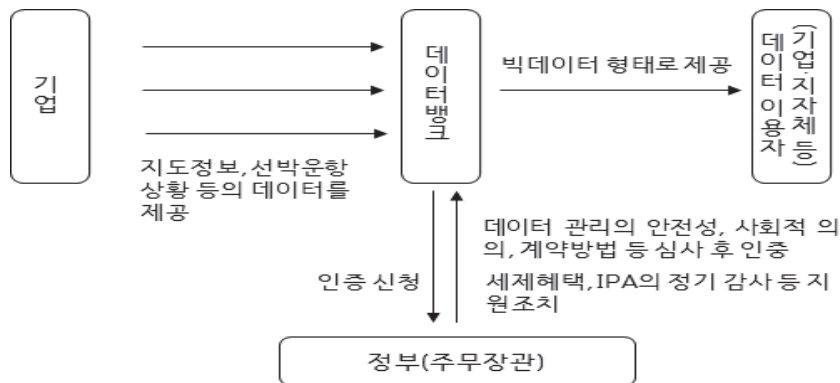 기업
지도정보,선박운항
상황 등의 데이터를
제공
데이터뱅크
빅데이터 형태로 제공
데이터 이용자
(기업·지자체 등)
인증 신청
데이터 관리의 안전성, 사회적 의
의,계약방법 등 심사 후 인증
세제혜택,IPA의 정기 감사 등 지
원조치
정부(주무장관)